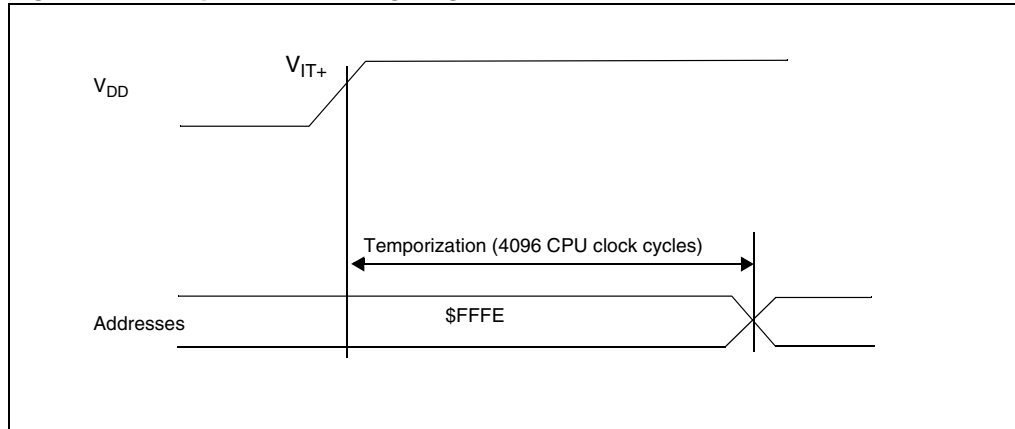 V_IT+
V_DD
Temporization (4096 CPU clock cycles)
Addresses
$FFFE